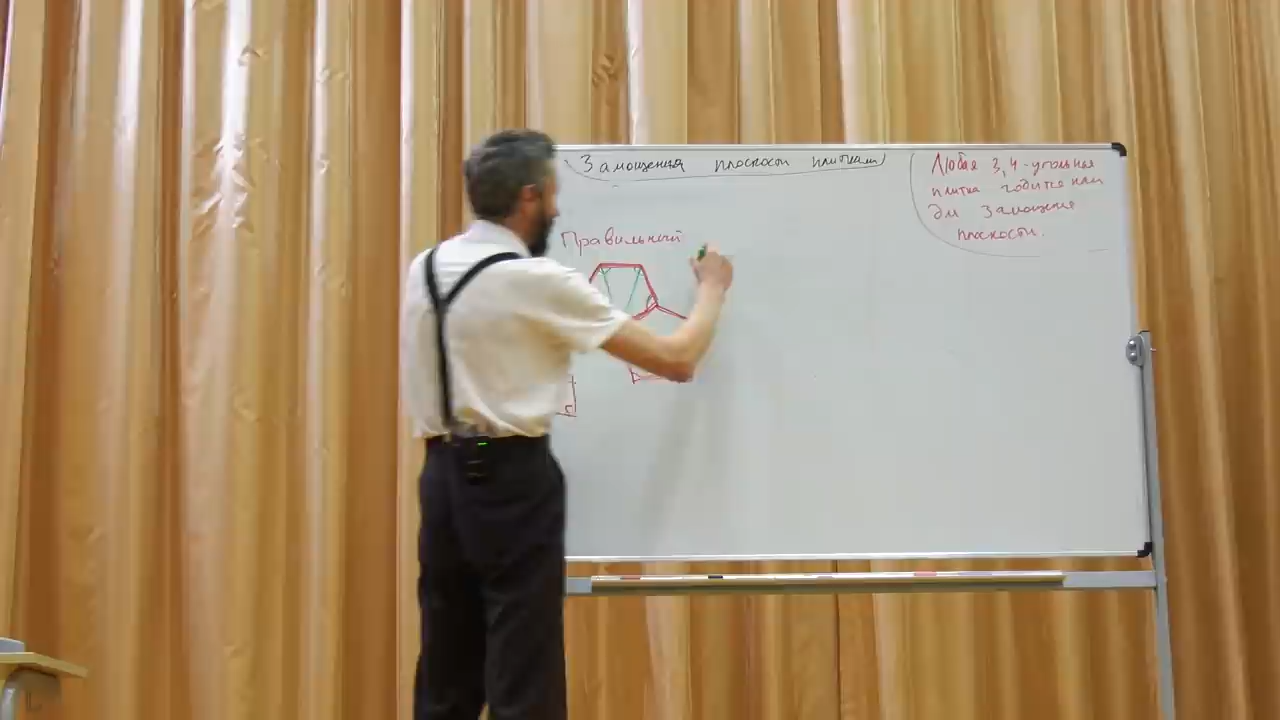 Замощения плоскости плитками
Любая 3,4-угольная
плитка годится нам
для замощения
плоскости.
Правильный